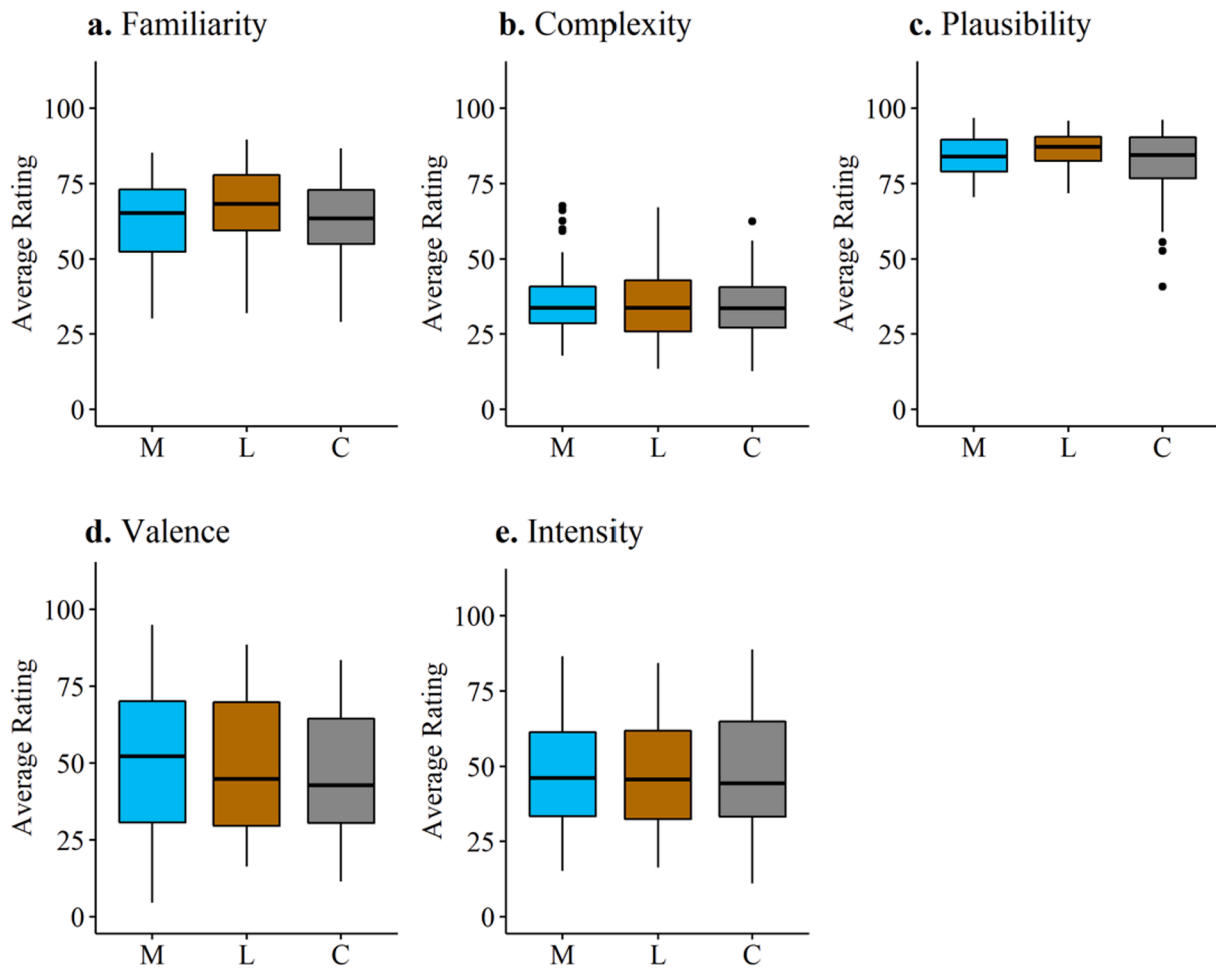 a. Familiarity
Average Rating
100
75
50
25
0
M L C
b. Complexity
Average Rating
100
75
50
25
0
M L C
c. Plausibility
Average Rating
100
75
50
25
0
M L C
d. Valence
Average Rating
100
75
50
25
0
M L C
e. Intensity
Average Rating
100
75
50
25
0
M L C